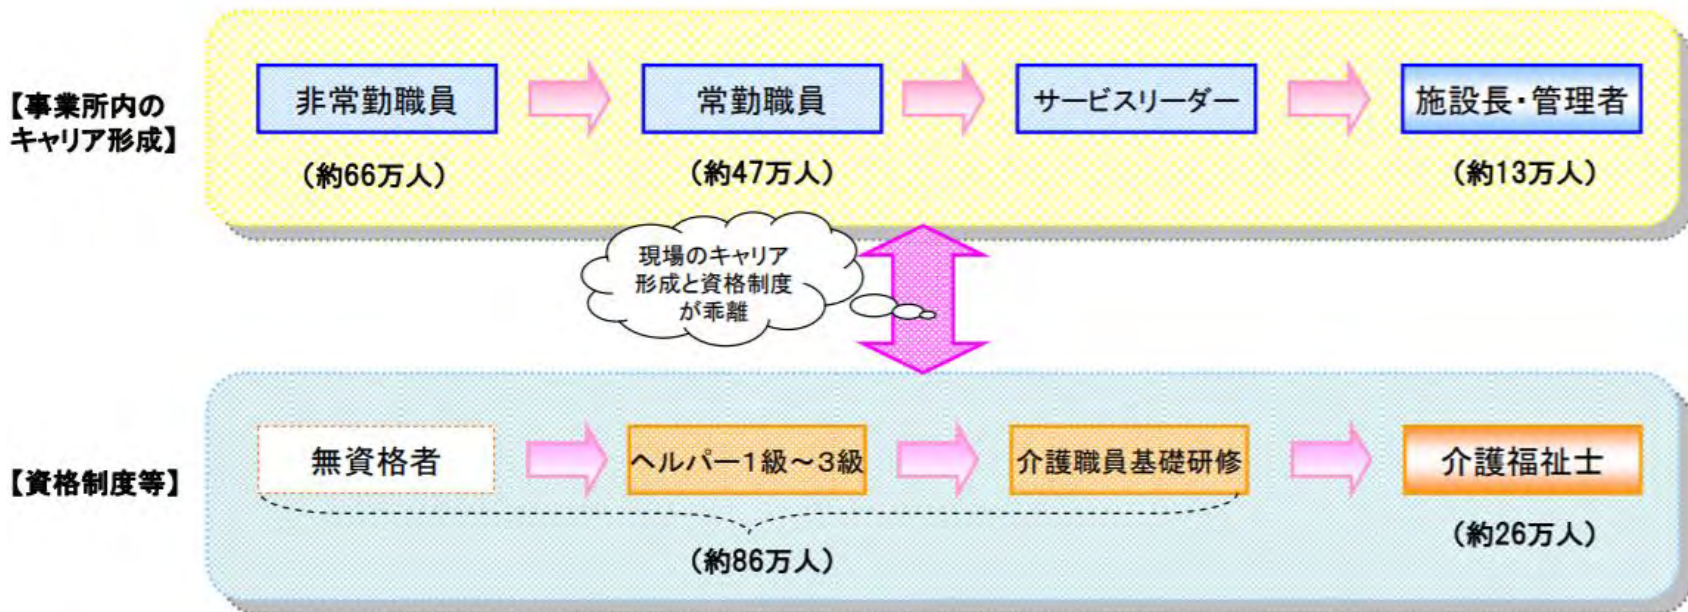 【事業所内の
キャリア形成】
非常勤職員
常勤職員
サービスリーダー
施設長・管理者
(約66万人)
(約47万人)
(約13万人)
現場のキャリア
形成と資格制度
が乖離
【資格制度等】
無資格者
ヘルパー1級~3級
介護職員基礎研修
介護福祉士
(約86万人)
(約26万人)